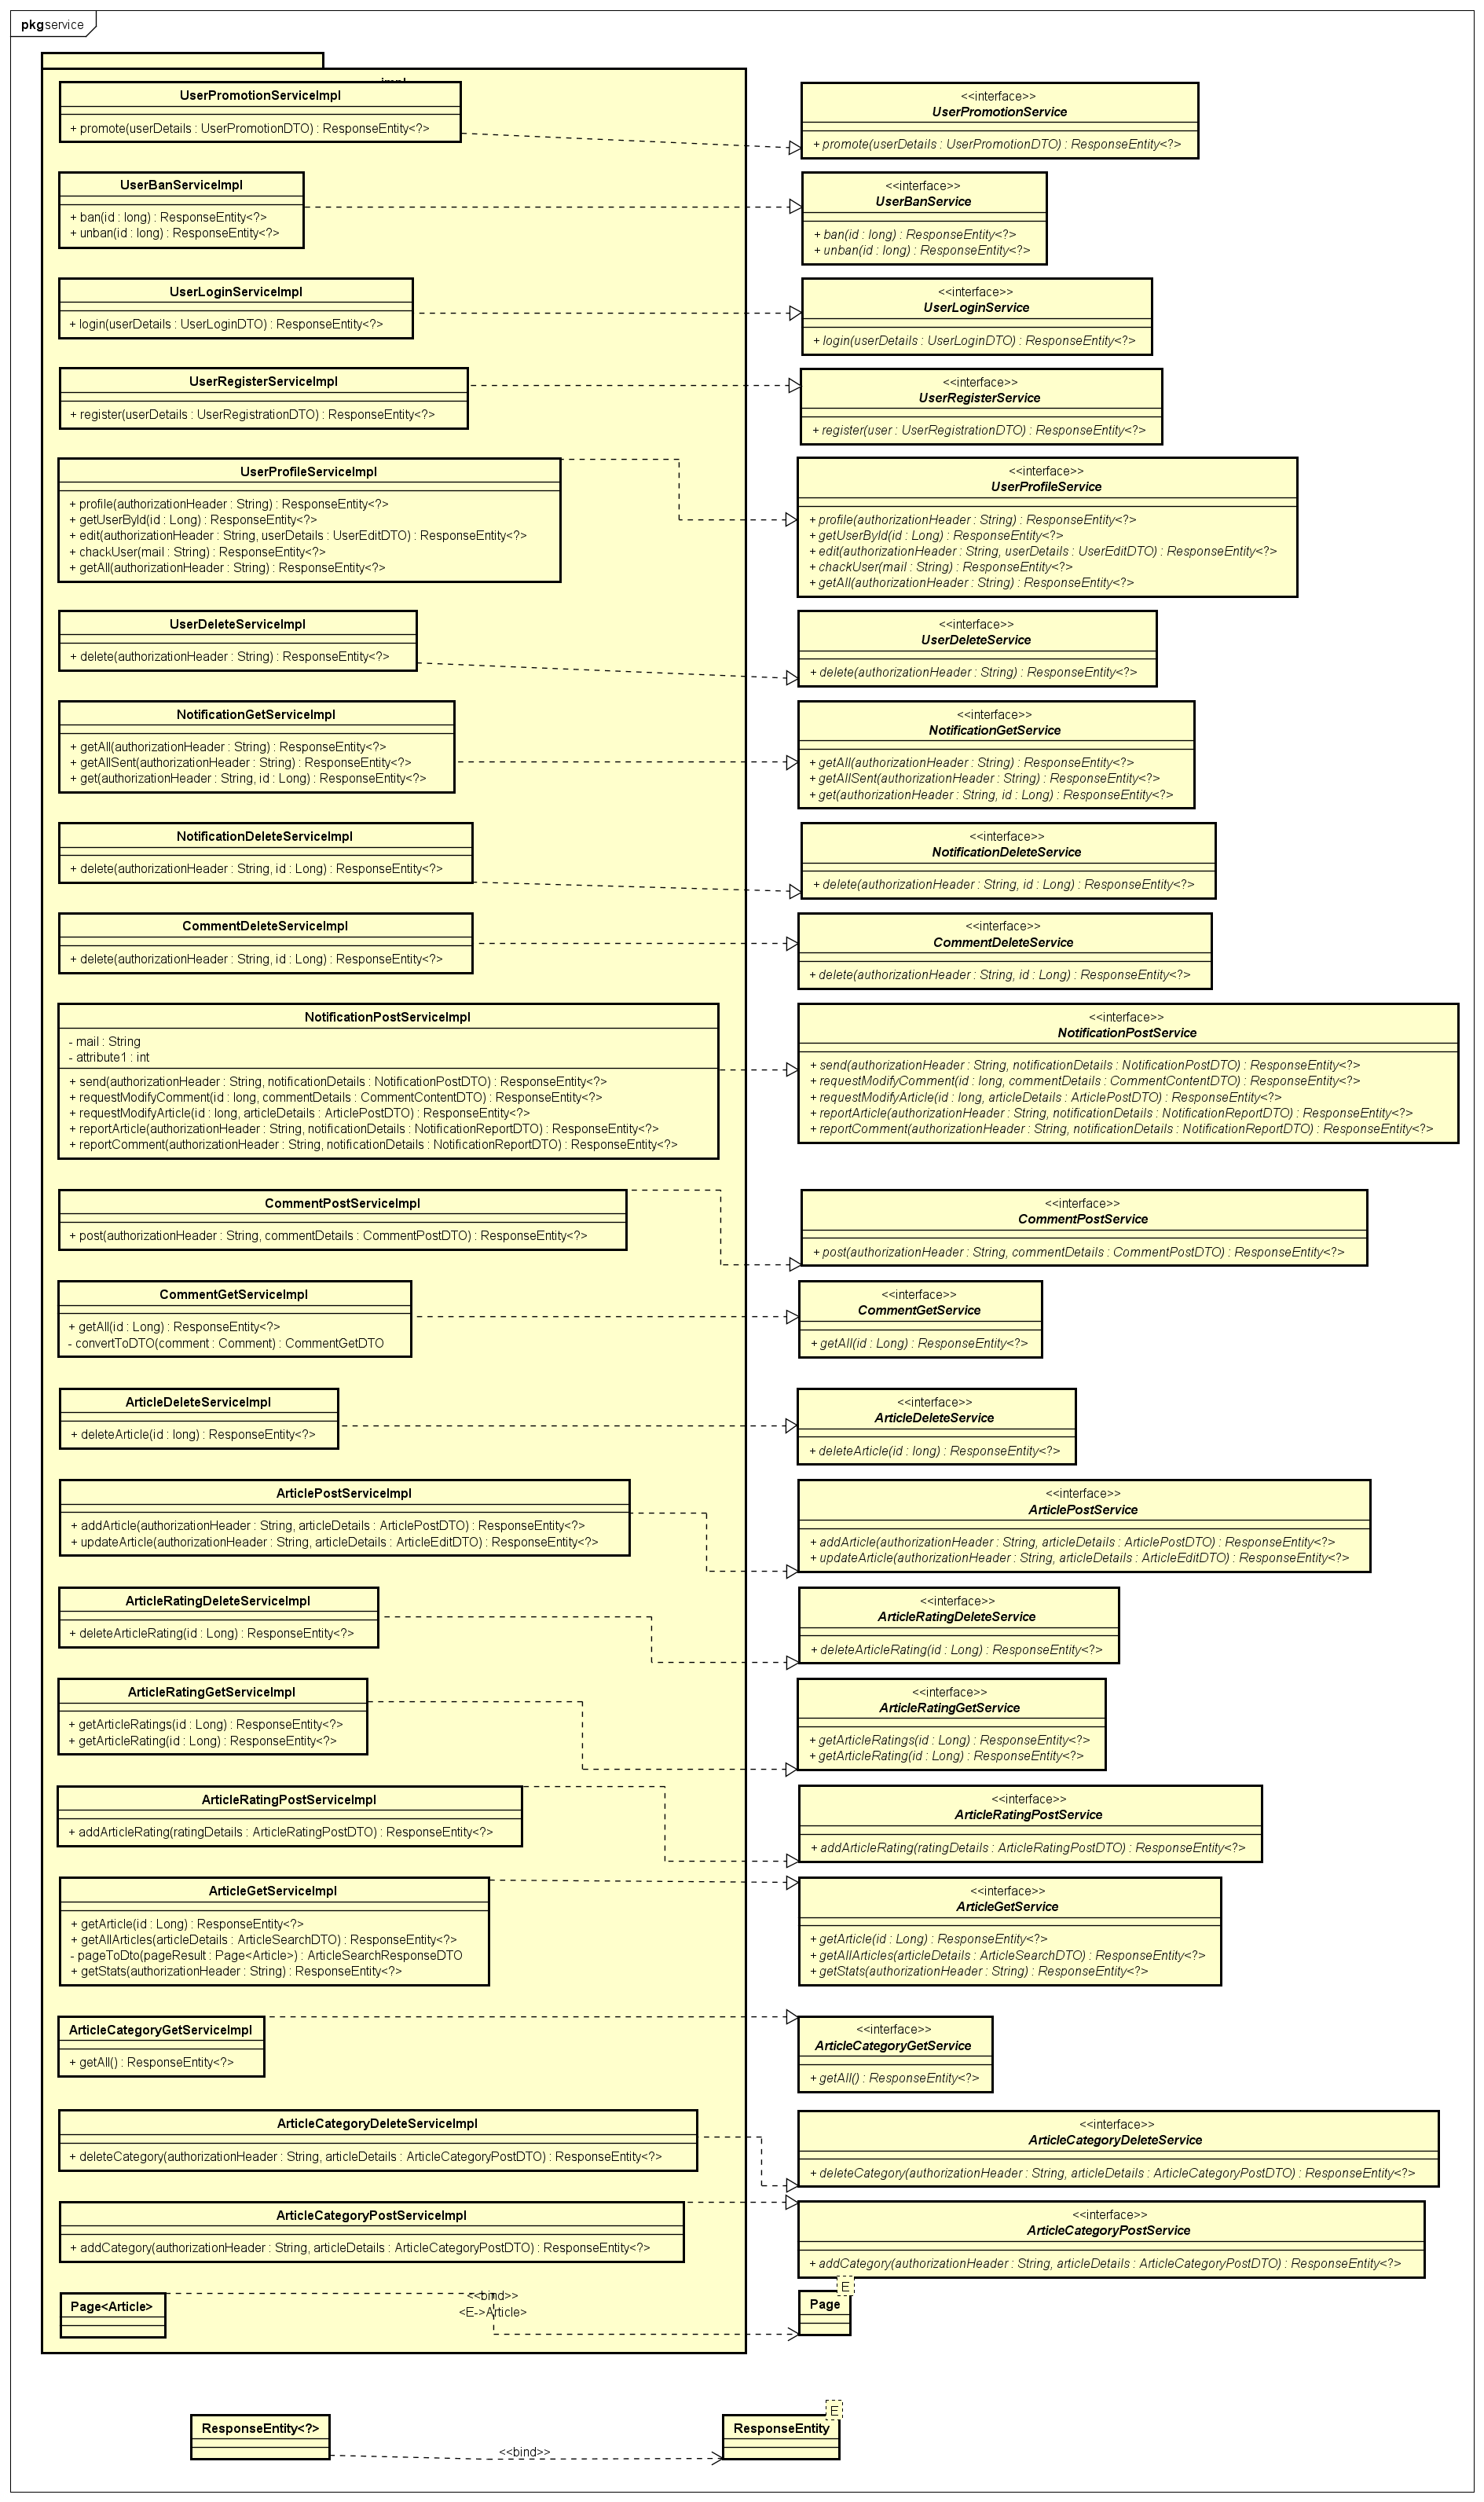 pkg service
impl
UserPromotionServiceImpl
+ promote(userDetails : UserPromotionDTO) : ResponseEntity<?>
<<interface>>
UserPromotionService
+ promote(userDetails : UserPromotionDTO) : ResponseEntity<?>
UserBanServiceImpl
+ ban(id : long) : ResponseEntity<?>
+ unban(id : long) : ResponseEntity<?>
<<interface>>
UserBanService
+ ban(id : long) : ResponseEntity<?>
+ unban(id : long) : ResponseEntity<?>
UserLoginServiceImpl
+ login(userDetails : UserLoginDTO) : ResponseEntity<?>
<<interface>>
UserLoginService
+ login(userDetails : UserLoginDTO) : ResponseEntity<?>
UserRegisterServiceImpl
+ register(userDetails : UserRegistrationDTO) : ResponseEntity<?>
<<interface>>
UserRegisterService
+ register(user : UserRegistrationDTO) : ResponseEntity<?>
UserProfileServiceImpl
+ profile(authorizationHeader : String) : ResponseEntity<?>
+ getUserById(id : Long) : ResponseEntity<?>
+ edit(authorizationHeader : String, userDetails : UserEditDTO) : ResponseEntity<?>
+ chackUser(mail : String) : ResponseEntity<?>
+ getAll(authorizationHeader : String) : ResponseEntity<?>
<<interface>>
UserProfileService
+ profile(authorizationHeader : String) : ResponseEntity<?>
+ getUserById(id : Long) : ResponseEntity<?>
+ edit(authorizationHeader : String, userDetails : UserEditDTO) : ResponseEntity<?>
+ chackUser(mail : String) : ResponseEntity<?>
+ getAll(authorizationHeader : String) : ResponseEntity<?>
UserDeleteServiceImpl
+ delete(authorizationHeader : String) : ResponseEntity<?>
<<interface>>
UserDeleteService
+ delete(authorizationHeader : String) : ResponseEntity<?>
NotificationGetServiceImpl
+ getAll(authorizationHeader : String) : ResponseEntity<?>
+ getAllSent(authorizationHeader : String) : ResponseEntity<?>
+ get(authorizationHeader : String, id : Long) : ResponseEntity<?>
<<interface>>
NotificationGetService
+ getAll(authorizationHeader : String) : ResponseEntity<?>
+ getAllSent(authorizationHeader : String) : ResponseEntity<?>
+ get(authorizationHeader : String, id : Long) : ResponseEntity<?>
NotificationDeleteServiceImpl
+ delete(authorizationHeader : String, id : Long) : ResponseEntity<?>
<<interface>>
NotificationDeleteService
+ delete(authorizationHeader : String, id : Long) : ResponseEntity<?>
CommentDeleteServiceImpl
+ delete(authorizationHeader : String, id : Long) : ResponseEntity<?>
<<interface>>
CommentDeleteService
+ delete(authorizationHeader : String, id : Long) : ResponseEntity<?>
NotificationPostServiceImpl
- mail : String
- attribute1 : int
+ send(authorizationHeader : String, notificationDetails : NotificationPostDTO) : ResponseEntity<?>
+ requestModifyComment(id : long, commentDetails : CommentContentDTO) : ResponseEntity<?>
+ requestModifyArticle(id : long, articleDetails : ArticlePostDTO) : ResponseEntity<?>
+ reportArticle(authorizationHeader : String, notificationDetails : NotificationReportDTO) : ResponseEntity<?>
+ reportComment(authorizationHeader : String, notificationDetails : NotificationReportDTO) : ResponseEntity<?>
<<interface>>
NotificationPostService
+ send(authorizationHeader : String, notificationDetails : NotificationPostDTO) : ResponseEntity<?>
+ requestModifyComment(id : long, commentDetails : CommentContentDTO) : ResponseEntity<?>
+ requestModifyArticle(id : long, articleDetails : ArticlePostDTO) : ResponseEntity<?>
+ reportArticle(authorizationHeader : String, notificationDetails : NotificationReportDTO) : ResponseEntity<?>
+ reportComment(authorizationHeader : String, notificationDetails : NotificationReportDTO) : ResponseEntity<?>
CommentPostServiceImpl
+ post(authorizationHeader : String, commentDetails : CommentPostDTO) : ResponseEntity<?>
<<interface>>
CommentPostService
+ post(authorizationHeader : String, commentDetails : CommentPostDTO) : ResponseEntity<?>
CommentGetServiceImpl
+ getAll(id : Long) : ResponseEntity<?>
- convertToDTO(comment : Comment) : CommentGetDTO
<<interface>>
CommentGetService
+ getAll(id : Long) : ResponseEntity<?>
ArticleDeleteServiceImpl
+ deleteArticle(id : long) : ResponseEntity<?>
<<interface>>
ArticleDeleteService
+ deleteArticle(id : long) : ResponseEntity<?>
ArticlePostServiceImpl
+ addArticle(authorizationHeader : String, articleDetails : ArticlePostDTO) : ResponseEntity<?>
+ updateArticle(authorizationHeader : String, articleDetails : ArticleEditDTO) : ResponseEntity<?>
<<interface>>
ArticlePostService
+ addArticle(authorizationHeader : String, articleDetails : ArticlePostDTO) : ResponseEntity<?>
+ updateArticle(authorizationHeader : String, articleDetails : ArticleEditDTO) : ResponseEntity<?>
ArticleRatingDeleteServiceImpl
+ deleteArticleRating(id : Long) : ResponseEntity<?>
<<interface>>
ArticleRatingDeleteService
+ deleteArticleRating(id : Long) : ResponseEntity<?>
ArticleRatingGetServiceImpl
+ getArticleRatings(id : Long) : ResponseEntity<?>
+ getArticleRating(id : Long) : ResponseEntity<?>
<<interface>>
ArticleRatingGetService
+ getArticleRatings(id : Long) : ResponseEntity<?>
+ getArticleRating(id : Long) : ResponseEntity<?>
ArticleRatingPostServiceImpl
+ addArticleRating(ratingDetails : ArticleRatingPostDTO) : ResponseEntity<?>
<<interface>>
ArticleRatingPostService
+ addArticleRating(ratingDetails : ArticleRatingPostDTO) : ResponseEntity<?>
ArticleGetServiceImpl
+ getArticle(id : Long) : ResponseEntity<?>
+ getAllArticles(articleDetails : ArticleSearchDTO) : ResponseEntity<?>
- pageToDto(pageResult : Page<Article>) : ArticleSearchResponseDTO
+ getStats(authorizationHeader : String) : ResponseEntity<?>
<<interface>>
ArticleGetService
+ getArticle(id : Long) : ResponseEntity<?>
+ getAllArticles(articleDetails : ArticleSearchDTO) : ResponseEntity<?>
+ getStats(authorizationHeader : String) : ResponseEntity<?>
ArticleCategoryGetServiceImpl
+ getAll() : ResponseEntity<?>
<<interface>>
ArticleCategoryGetService
+ getAll() : ResponseEntity<?>
ArticleCategoryDeleteServiceImpl
+ deleteCategory(authorizationHeader : String, articleDetails : ArticleCategoryPostDTO) : ResponseEntity<?>
<<interface>>
ArticleCategoryDeleteService
+ deleteCategory(authorizationHeader : String, articleDetails : ArticleCategoryPostDTO) : ResponseEntity<?>
ArticleCategoryPostServiceImpl
+ addCategory(authorizationHeader : String, articleDetails : ArticleCategoryPostDTO) : ResponseEntity<?>
<<interface>>
ArticleCategoryPostService
+ addCategory(authorizationHeader : String, articleDetails : ArticleCategoryPostDTO) : ResponseEntity<?>
Page<Article>
<<bind>>
<E->Article>
E
Page
ResponseEntity<?>
<<bind>>
E
ResponseEntity